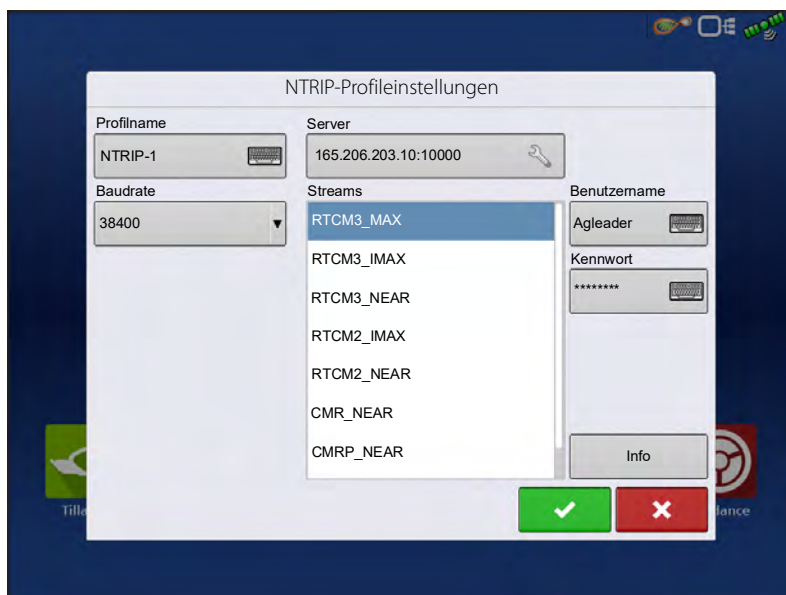 NTRIP-Profileinstellungen
Profilname
Server
NTRIP-1
165.206.203.10:10000
Baudrate
Streams
Benutzername
38400
RTCM3_MAX
Agleader
RTCM3_IMAX
Kennwort
RTCM3_NEAR
********
RTCM2_IMAX
RTCM2_NEAR
CMR_NEAR
CMRP_NEAR
Info
Tilla
dance